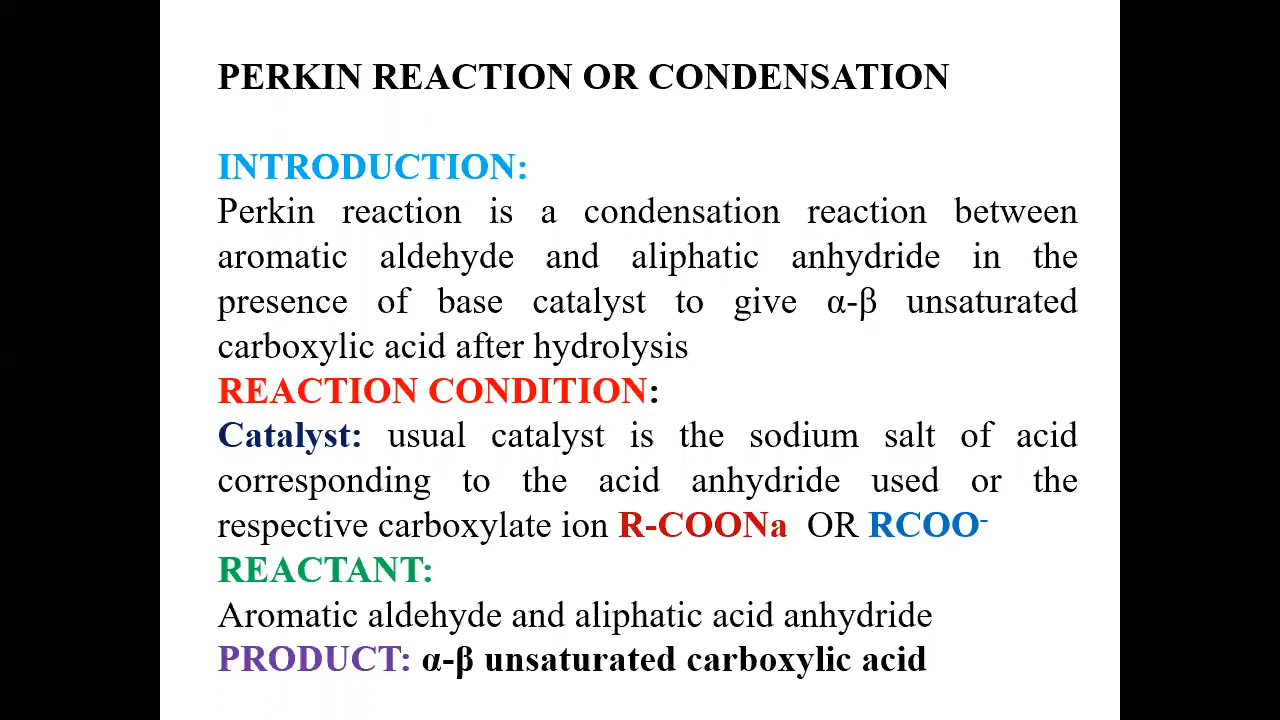 PERKIN REACTION OR CONDENSATION
INTRODUCTION:
Perkin reaction is a condensation reaction between
aromatic aldehyde and aliphatic anhydride in the
presence of base catalyst to give α-β unsaturated
carboxylic acid after hydrolysis
REACTION CONDITION:
Catalyst: usual catalyst is the sodium salt of acid
corresponding to the acid anhydride used or the
respective carboxylate ion R-COONa OR RCOO⁻
REACTANT:
Aromatic aldehyde and aliphatic acid anhydride
PRODUCT: α-β unsaturated carboxylic acid